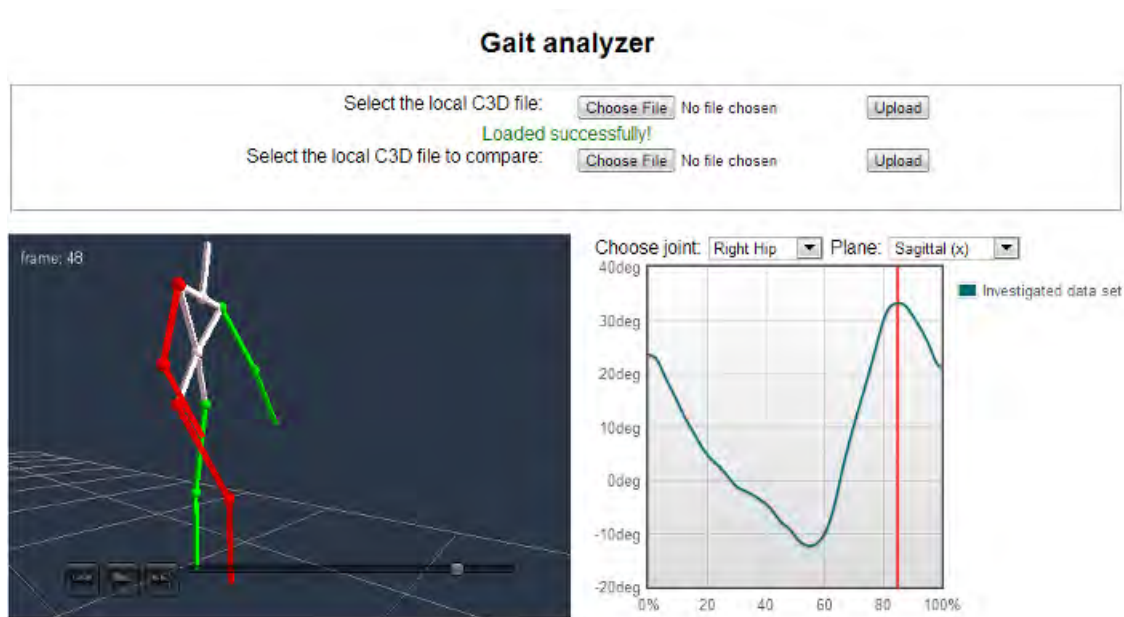 Gait analyzer
Select the local C3D file: Choose File No file chosen Upload
Loaded successfully!
Select the local C3D file to compare: Choose File No file chosen Upload
frame: 48
Choose joint: Right Hip Plane: Sagittal (x)
40deg
Investigated data set
30deg
20deg
10deg
0deg
-10deg
-20deg
0% 20 40 60 80 100%